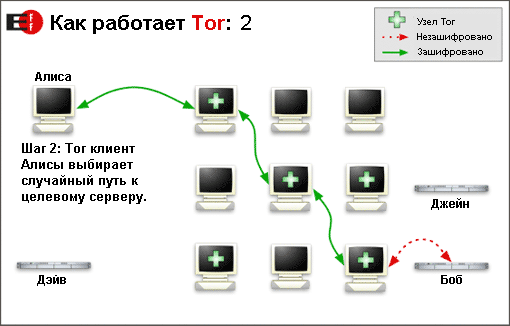 EFF
Как работает Tor: 2
Узел Tor
Незашифровано
Зашифровано
Алиса
Шаг 2: Tor клиент
Алисы выбирает
случайный путь к
целевому серверу.
Джейн
Дэйв
Боб